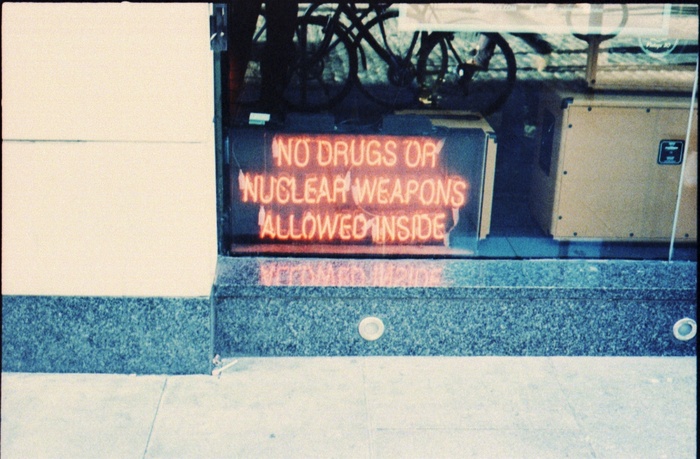 NO DRUGS OR
NUCLEAR WEAPONS
ALLOWED INSIDE